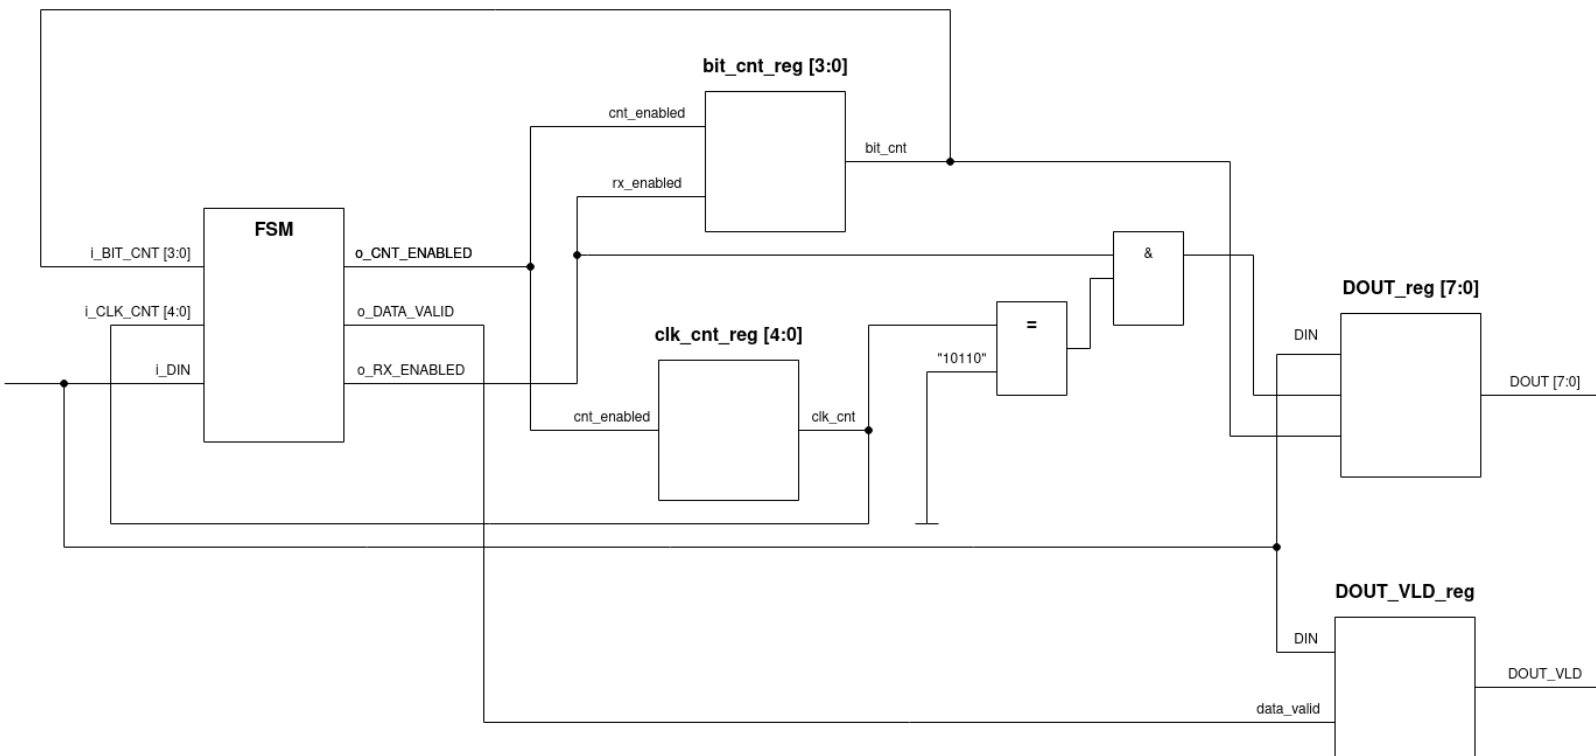 bit_cnt_reg [3:0]
cnt_enabled
bit_cnt
rx_enabled
FSM
i_BIT_CNT [3:0]
o_CNT_ENABLED
&
DOUT_reg [7:0]
i_CLK_CNT [4:0]
o_DATA_VALID
clk_cnt_reg [4:0]
=
DIN
"10110"
i_DIN
o_RX_ENABLED
DOUT [7:0]
cnt_enabled
clk_cnt
DOUT_VLD_reg
DIN
DOUT_VLD
data_valid